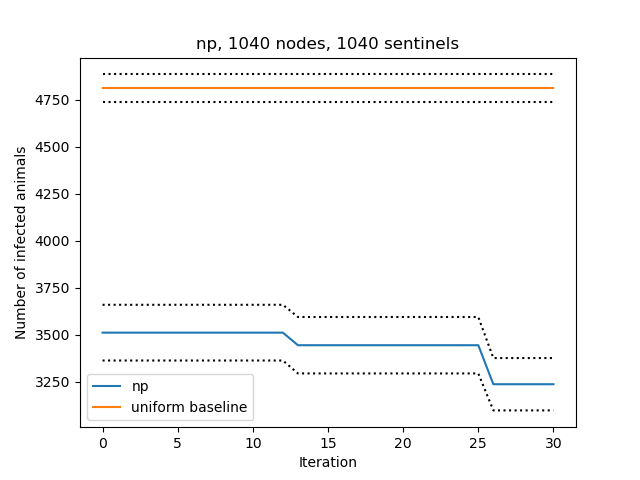 np, 1040 nodes, 1040 sentinels
Number of infected animals
4750
4500
4250
4000
3750
3500
3250
np
uniform baseline
0 5 10 15 20 25 30
Iteration